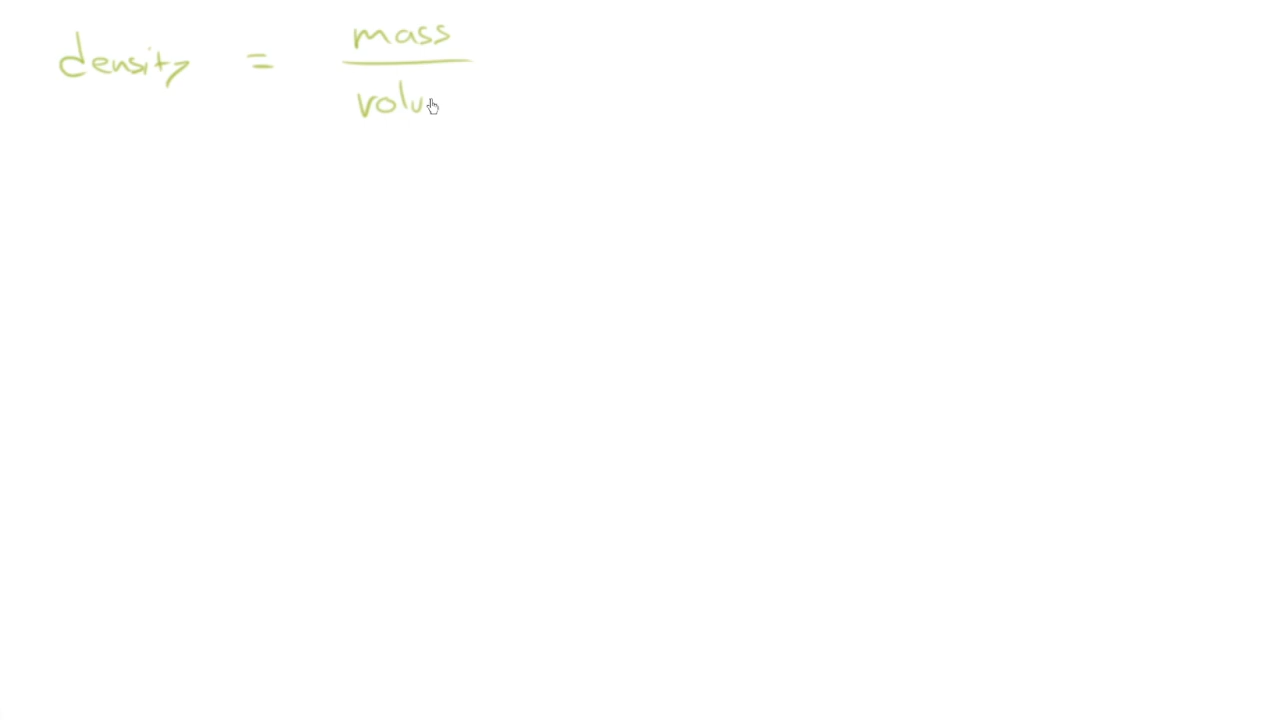 mass
density =
volu